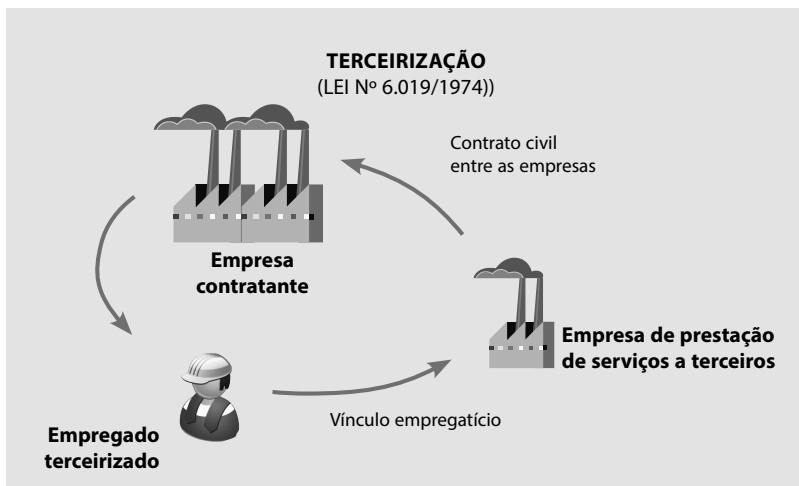 TERCEIRIZAÇÃO
(LEI Nº 6.019/1974))
Contrato civil
entre as empresas
Empresa
contratante
Empresa de prestação
de serviços a terceiros
Vínculo empregatício
Empregado
terceirizado